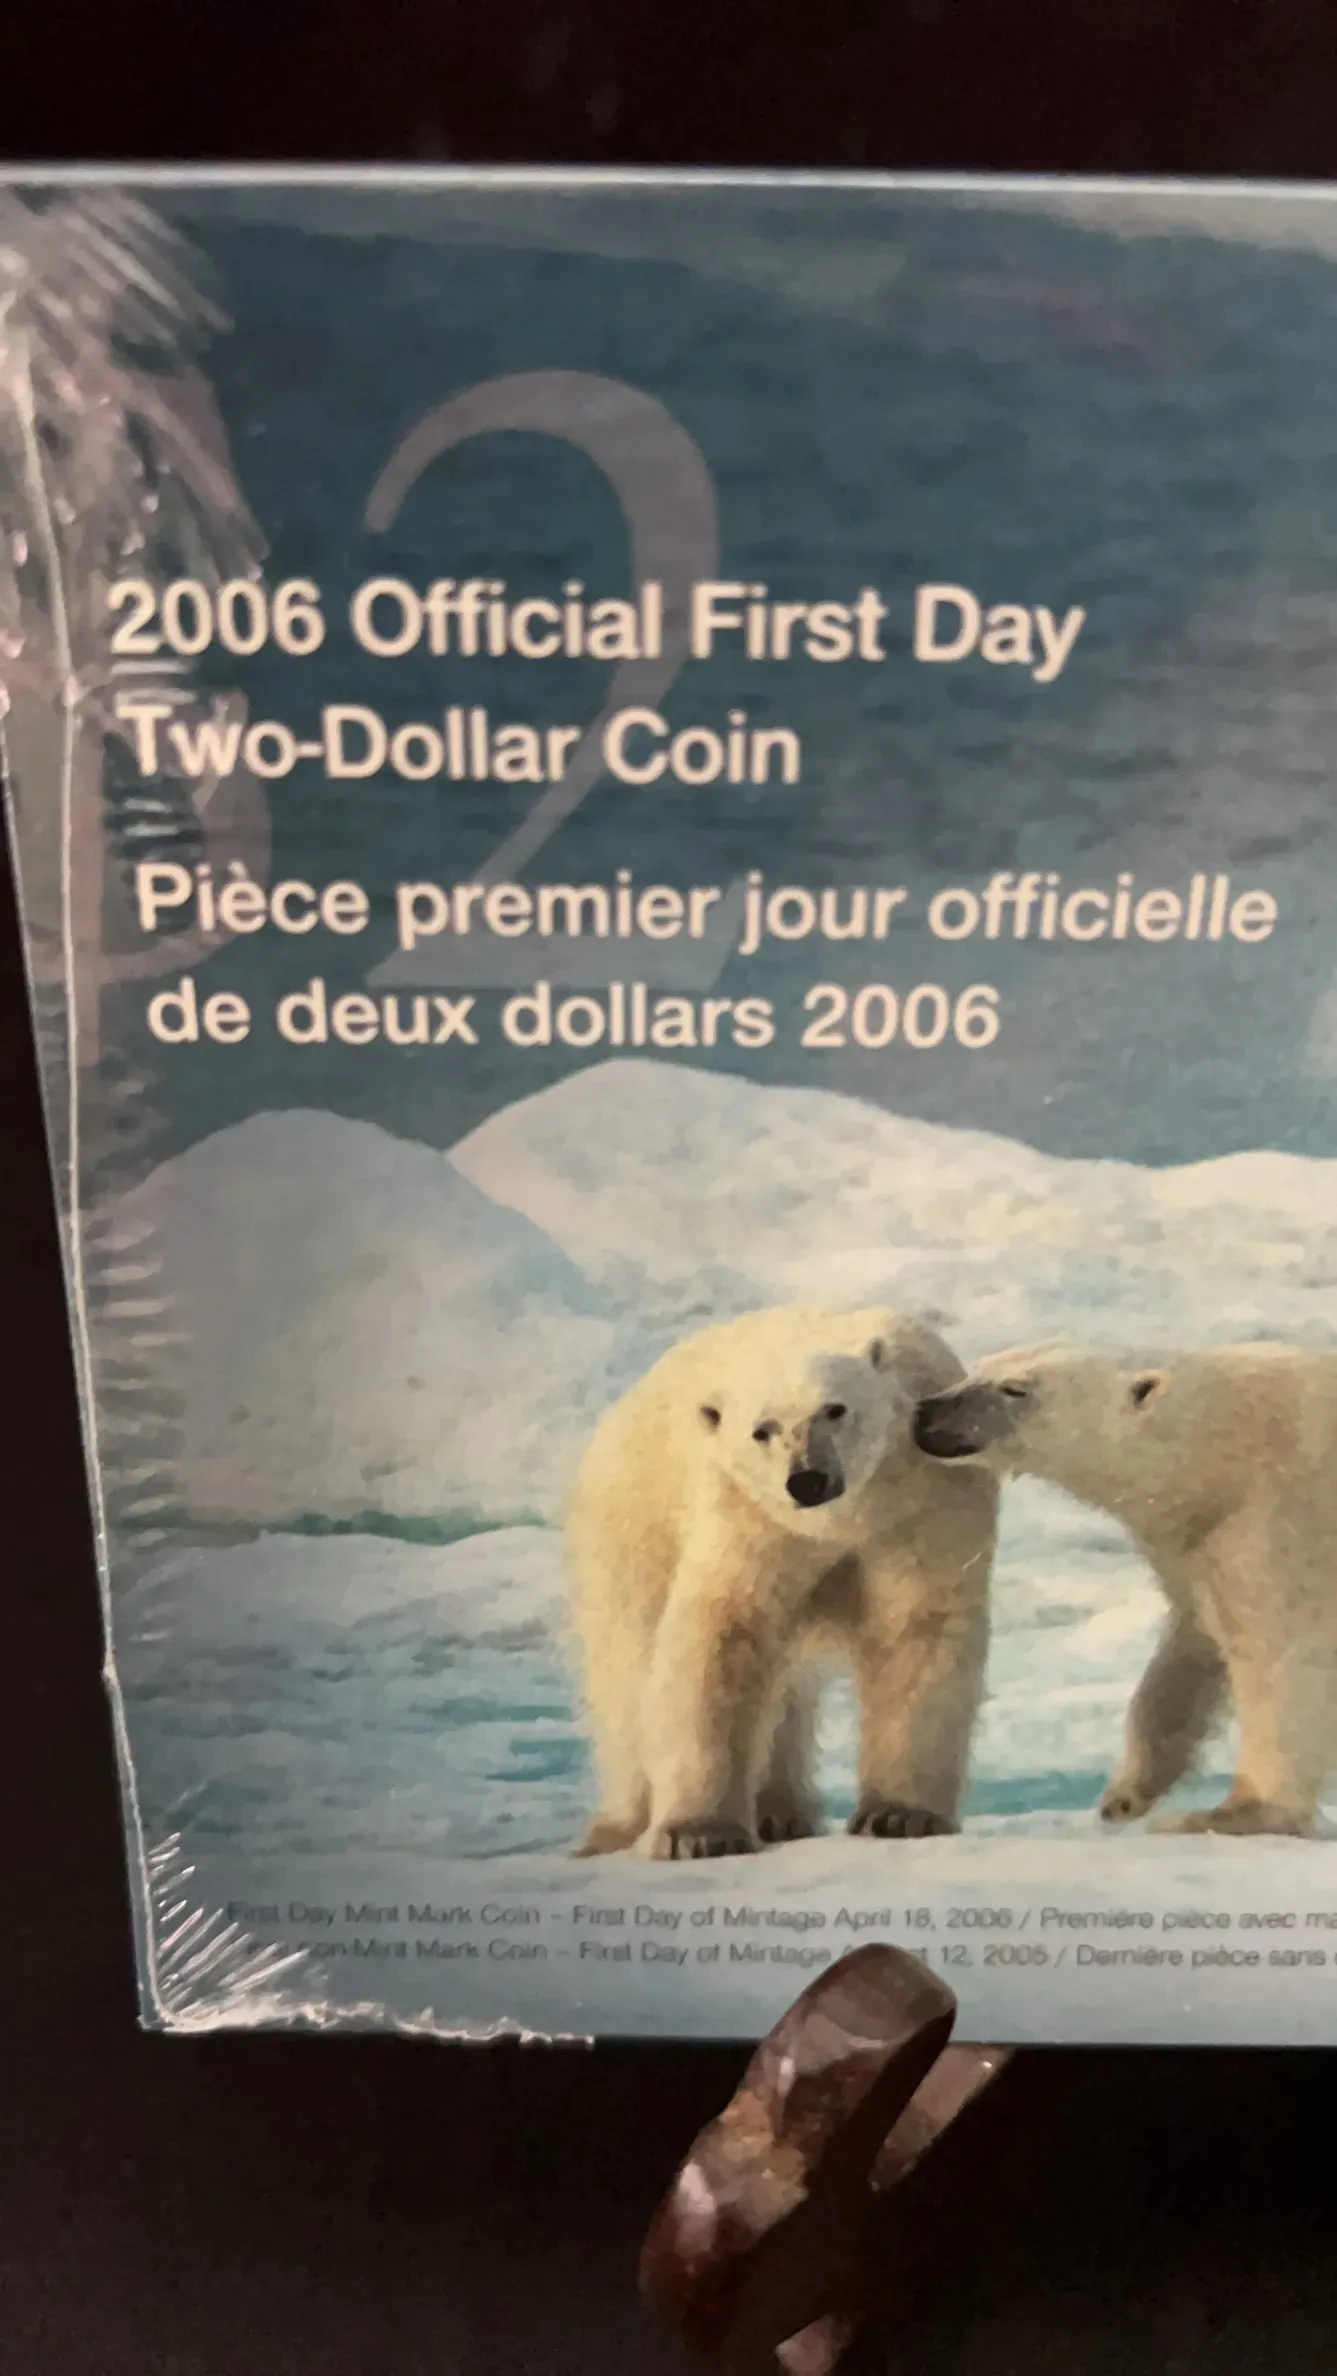 2
2006 Official First Day
Two-Dollar Coin
Pièce premier jour officielle
de deux dollars 2006
First Day Mint Mark Coin – First Day of Mintage April 18, 2006 / Première pièce avec
non-Mint Mark Coin – First Day of Mintage 12, 2005 / Dernière pièce sans